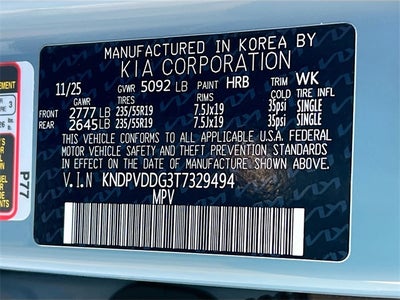 MANUFACTURED IN KOREA BY
KIA CORPORATION
11/25 GVWR 5092 LB PAINT HRB TRIM WK
GAWR TIRES RIMS COLD
FRONT 2777 LB 235/55R19 7.5Jx19 35psi SINGLE
REAR 2645 LB 235/55R19 7.5Jx19 35psi SINGLE
THIS VEHICLE CONFORMS TO ALL APPLICABLE U.S.A. FEDERAL
MOTOR VEHICLE SAFETY AND THEFT PREVENTION STANDARDS
IN EFFECT ON THE DATE OF MANUFACTURE SHOWN ABOVE.
V.I.N KNDPVDDG3T7329494
MPV
P77
3